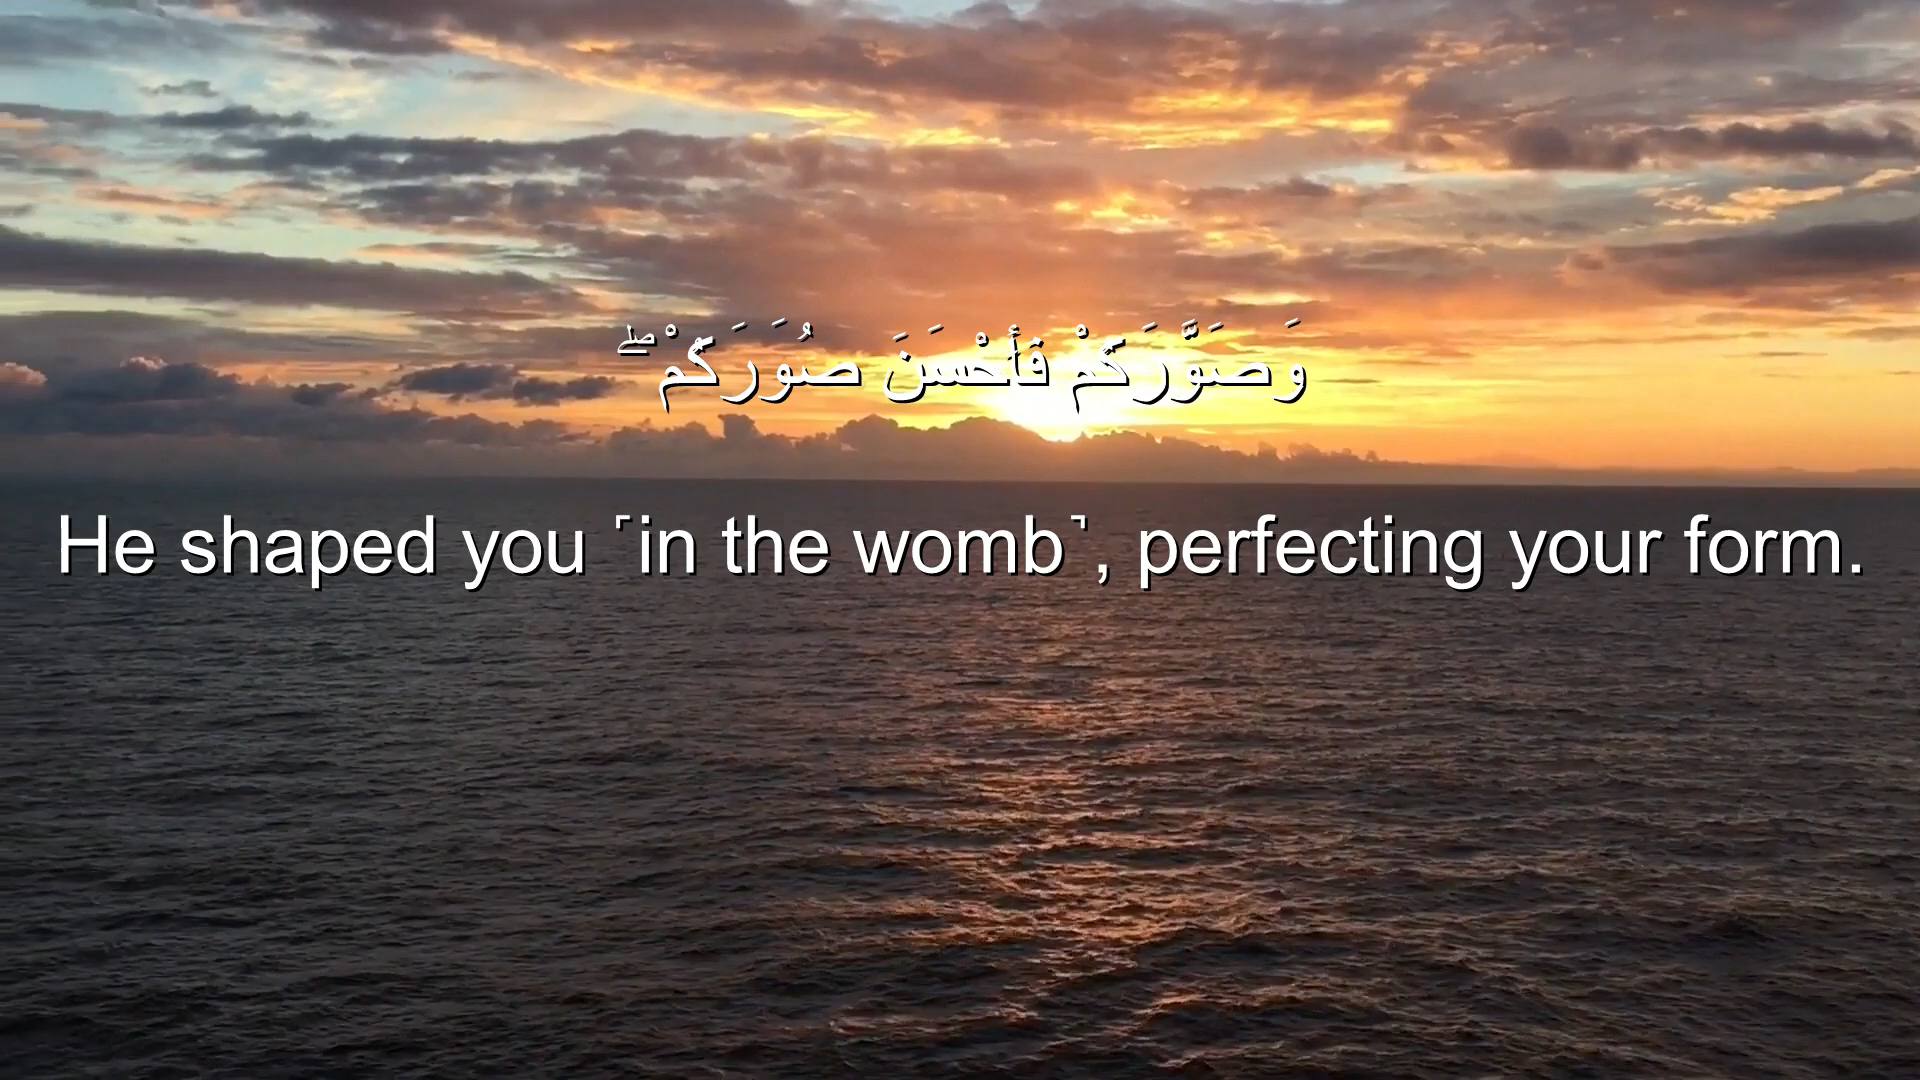 وَصَوَّرَكُمْ فَأَحْسَنَ صُوَرَكُمْ ۖ
He shaped you ˹in the womb˺, perfecting your form.